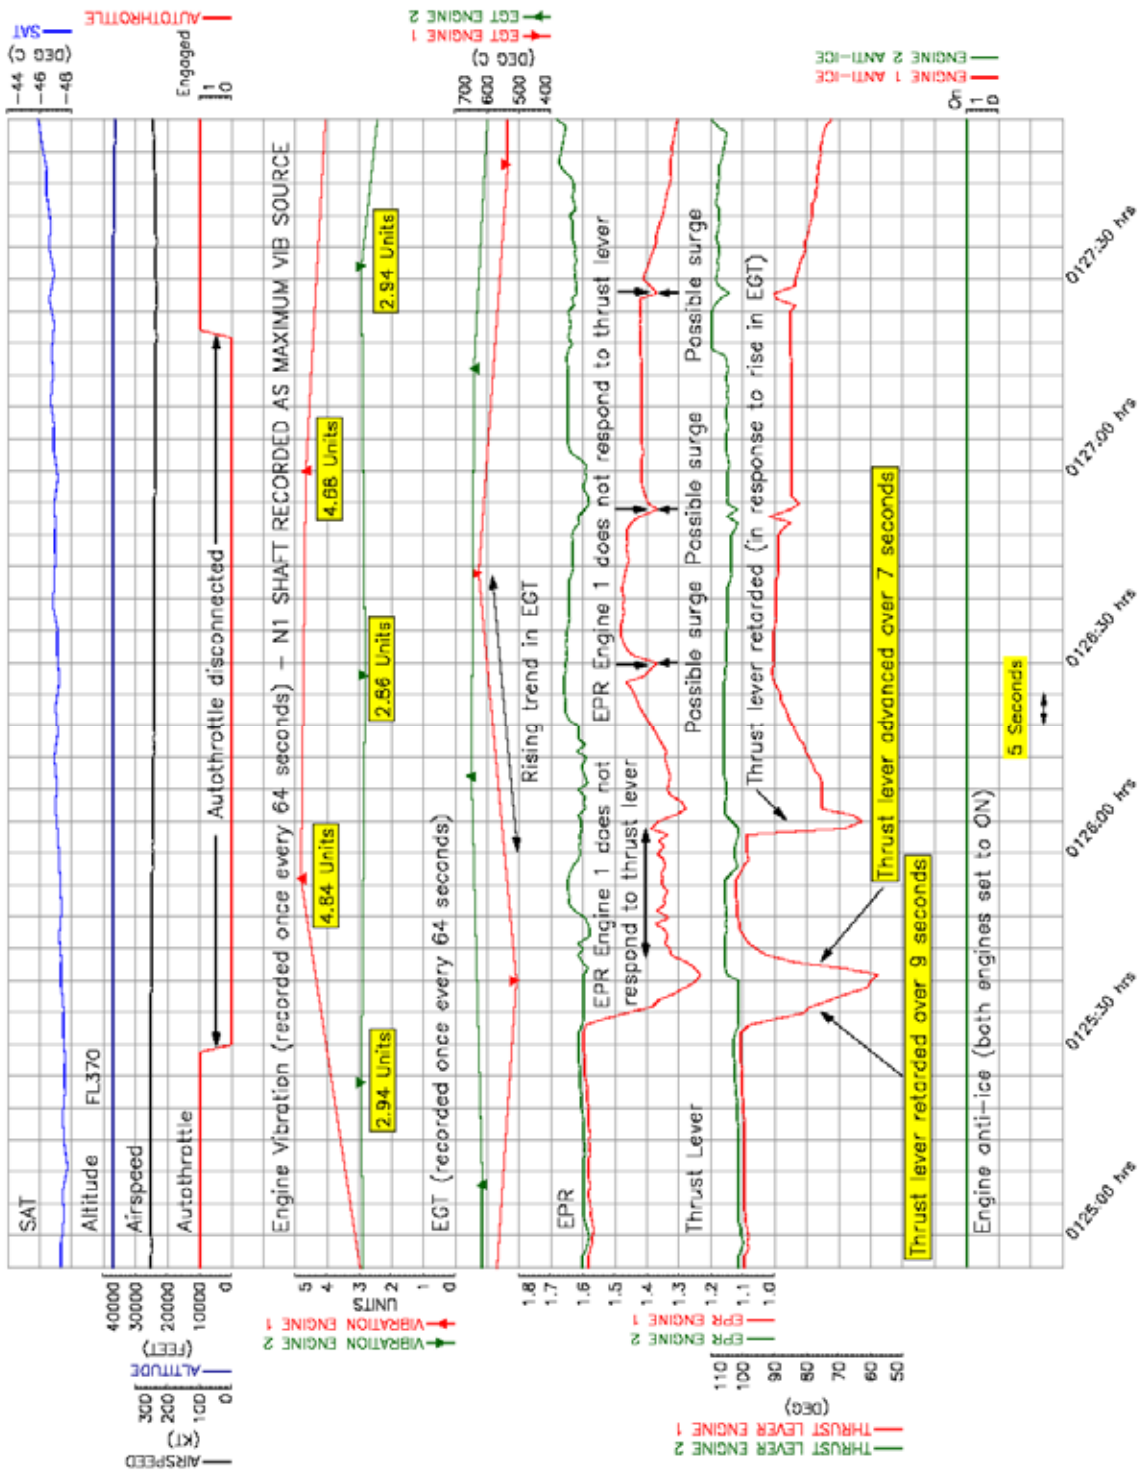 SAT
(DEG C)
-44
-46
-48
AUTOTHROTTLE
Engaged
1
0
EGT ENGINE 2
EGT ENGINE 1
(DEG C)
700
600
500
400
ENGINE 2 ANTI-ICE
ENGINE 1 ANTI-ICE
On
1
0
SAT
Altitude
FL370
Airspeed
Autothrottle
Autothrottle disconnected
Engine Vibration (recorded once every 64 seconds) - N1 SHAFT RECORDED AS MAXIMUM VIB SOURCE
4.84 Units
4.68 Units
2.94 Units
2.86 Units
2.94 Units
EGT (recorded once every 64 seconds)
Rising trend in EGT
EPR
EPR Engine 1 does not
respond to thrust lever
EPR Engine 1 does not respond to thrust lever
Possible surge
Possible surge
Possible surge
Thrust Lever
Thrust lever retarded (in response to rise in EGT)
Thrust lever retarded over 9 seconds
Thrust lever advanced over 7 seconds
Engine anti-ice (both engines set to ON)
5 Seconds
0125:00 hrs
0125:30 hrs
0126:00 hrs
0126:30 hrs
0127:00 hrs
0127:30 hrs
AIRSPEED
(KT)
300
200
100
0
ALTITUDE
(FEET)
40000
30000
20000
10000
0
VIBRATION ENGINE 2
VIBRATION ENGINE 1
UNITS
5
4
3
2
1
0
EPR ENGINE 2
EPR ENGINE 1
1.8
1.7
1.6
1.5
1.4
1.3
1.2
1.1
1.0
THRUST LEVER ENGINE 2
THRUST LEVER ENGINE 1
(DEG)
110
100
90
80
70
60
50